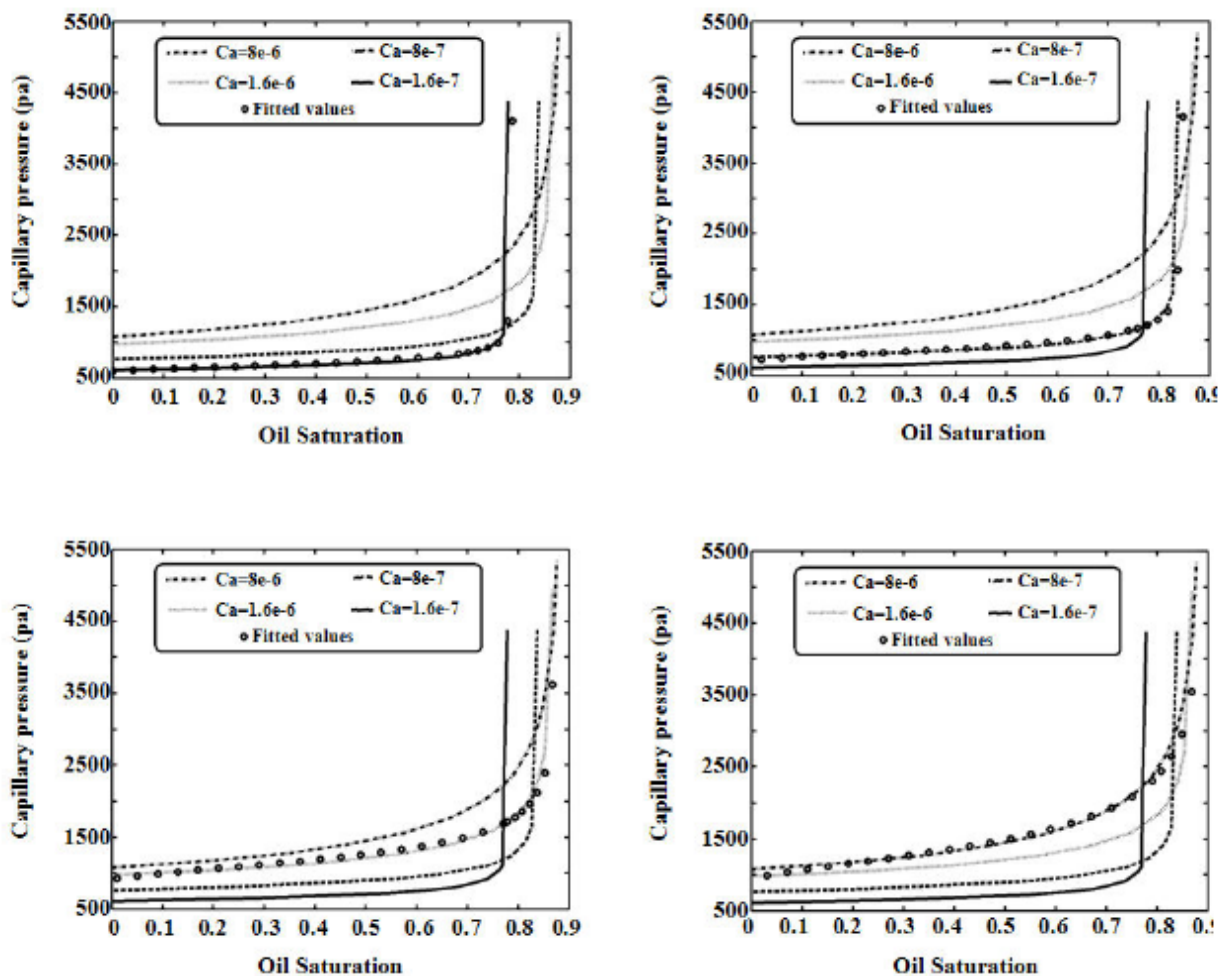 5500
4500
3500
2500
1500
500
Capillary pressure (pa)
Ca=8e-6 Ca=8e-7
Ca=1.6e-6 Ca=1.6e-7
Fitted values
0 0.1 0.2 0.3 0.4 0.5 0.6 0.7 0.8 0.9
Oil Saturation
5500
4500
3500
2500
1500
500
Capillary pressure (pa)
Ca=8e-6 Ca=8e-7
Ca=1.6e-6 Ca=1.6e-7
Fitted values
0 0.1 0.2 0.3 0.4 0.5 0.6 0.7 0.8 0.9
Oil Saturation
5500
4500
3500
2500
1500
500
Capillary pressure (pa)
Ca=8e-6 Ca=8e-7
Ca=1.6e-6 Ca=1.6e-7
Fitted values
0 0.1 0.2 0.3 0.4 0.5 0.6 0.7 0.8 0.9
Oil Saturation
5500
4500
3500
2500
1500
500
Capillary pressure (pa)
Ca=8e-6 Ca=8e-7
Ca=1.6e-6 Ca=1.6e-7
Fitted values
0 0.1 0.2 0.3 0.4 0.5 0.6 0.7 0.8 0.9
Oil Saturation